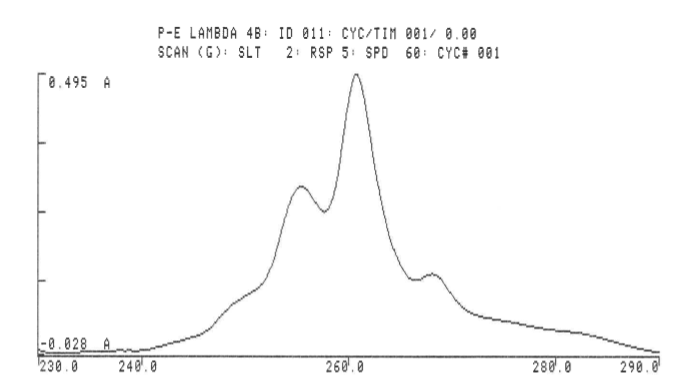 P-E LAMBDA 4B: ID 011: CYC/TIM 001/ 0.00
SCAN (G): SLT 2: RSP 5: SPD 60: CYC# 001
0.495 A
-0.028 A
230.0 240.0 260.0 280.0 290.0